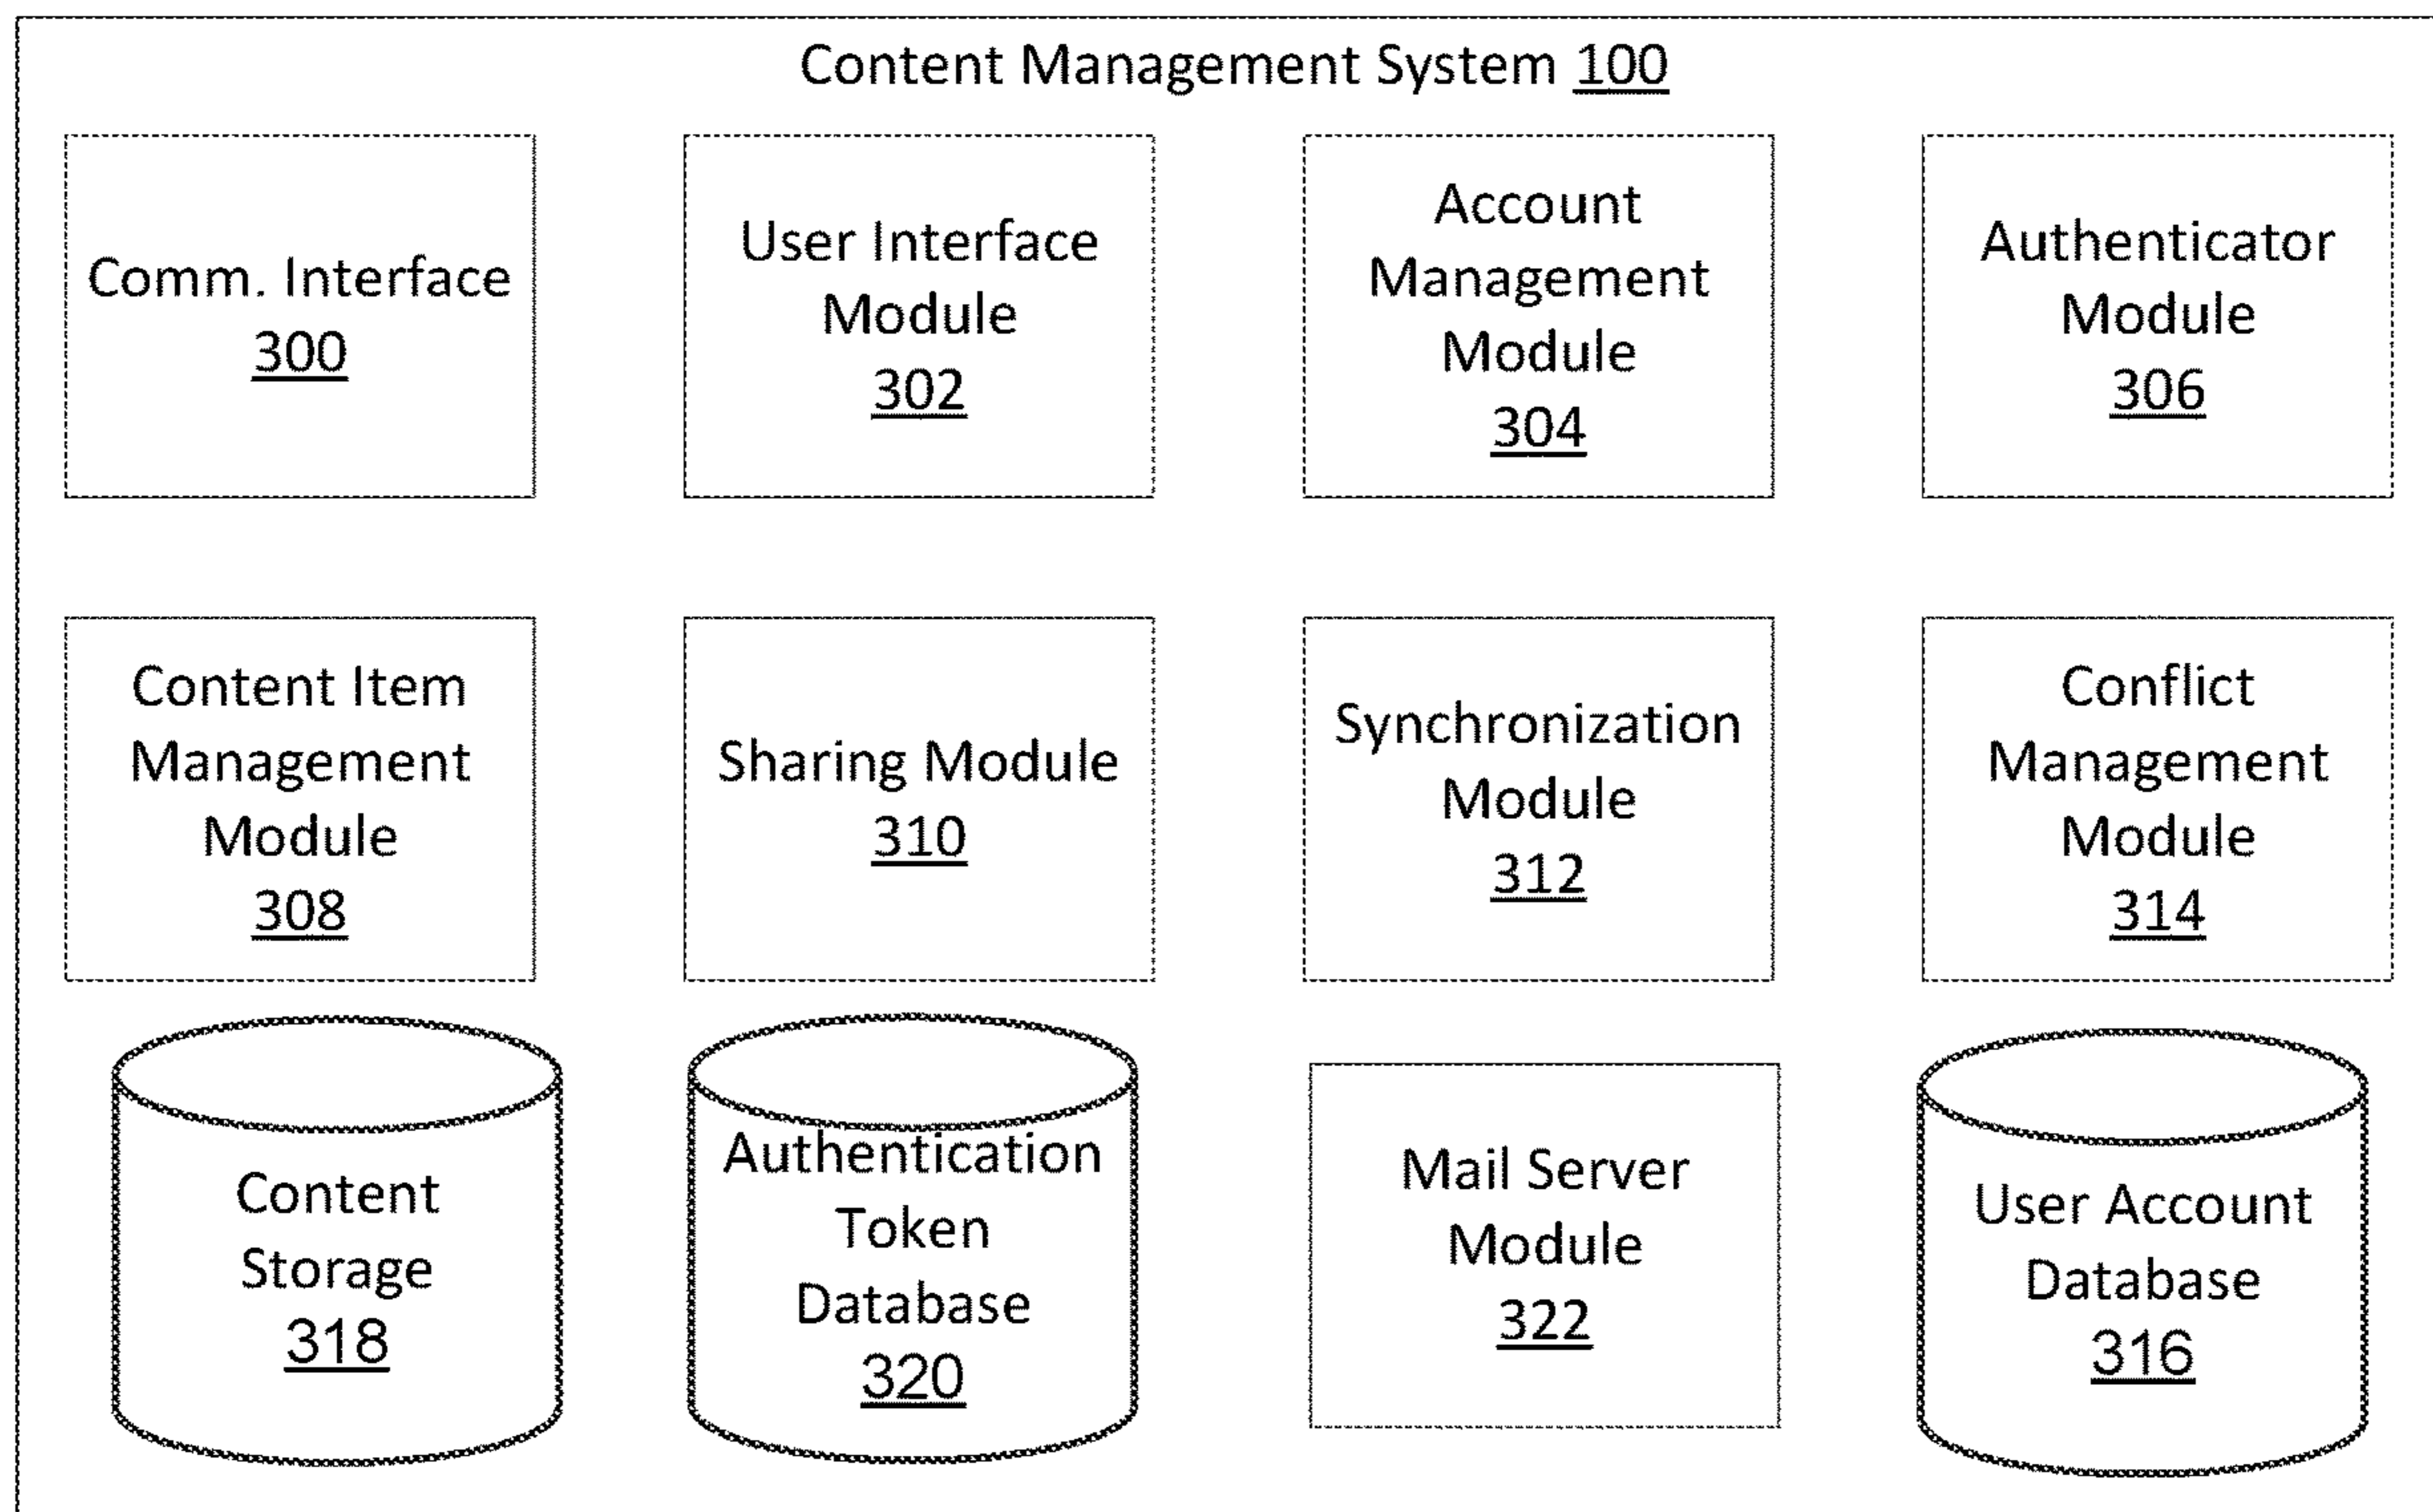 Content Management System 100
Comm. Interface
300
User Interface
Module
302
Account
Management
Module
304
Authenticator
Module
306
Content Item
Management
Module
308
Sharing Module
310
Synchronization
Module
312
Conflict
Management
Module
314
Content
Storage
318
Authentication
Token
Database
320
Mail Server
Module
322
User Account
Database
316